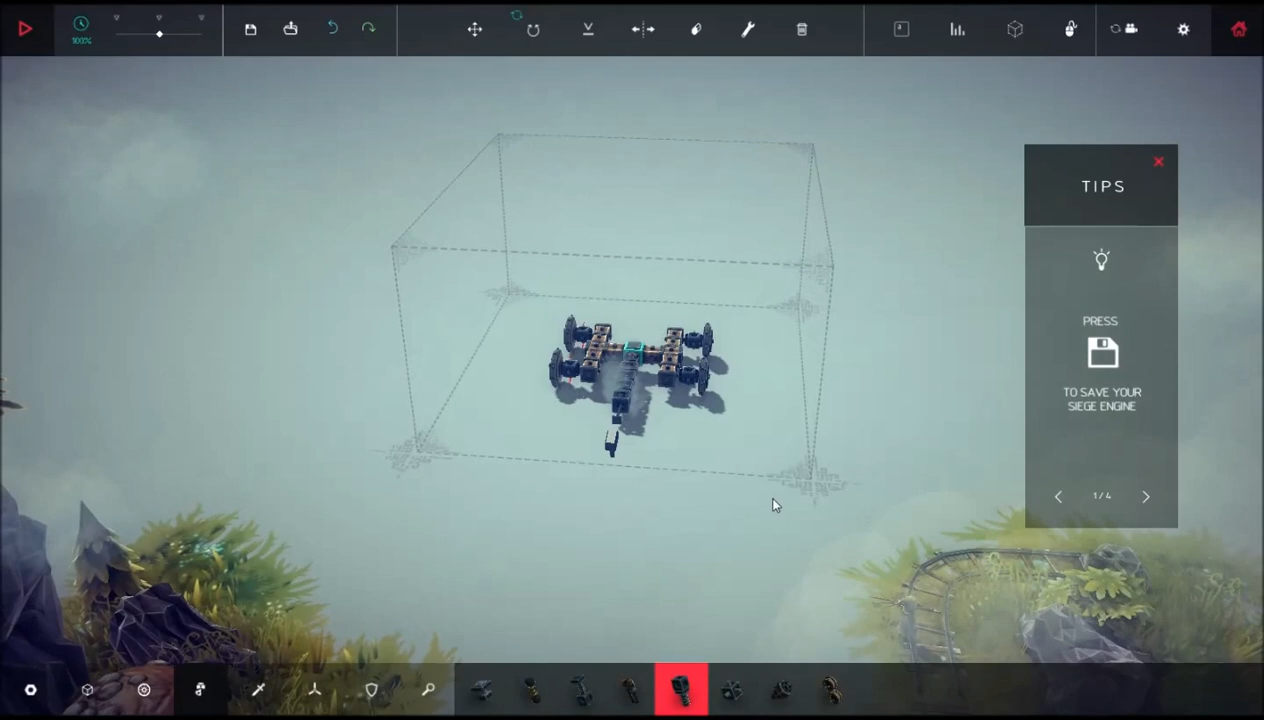 100%
TIPS
PRESS
TO SAVE YOUR
SIEGE ENGINE
1/4